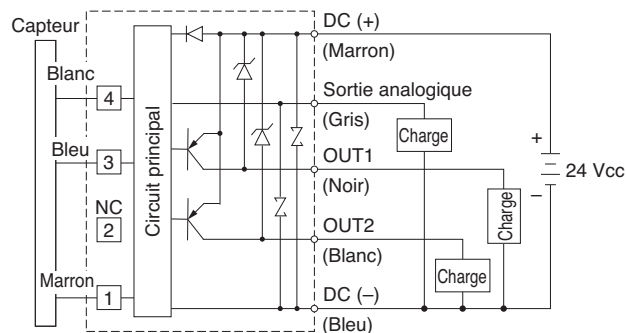 Capteur
Blanc
4
Bleu
3
NC
2
Marron
1
Circuit principal
DC (+)
(Marron)
Sortie analogique
(Gris)
Charge
OUT1
(Noir)
Charge
OUT2
(Blanc)
Charge
DC (–)
(Bleu)
+
24 Vcc
–